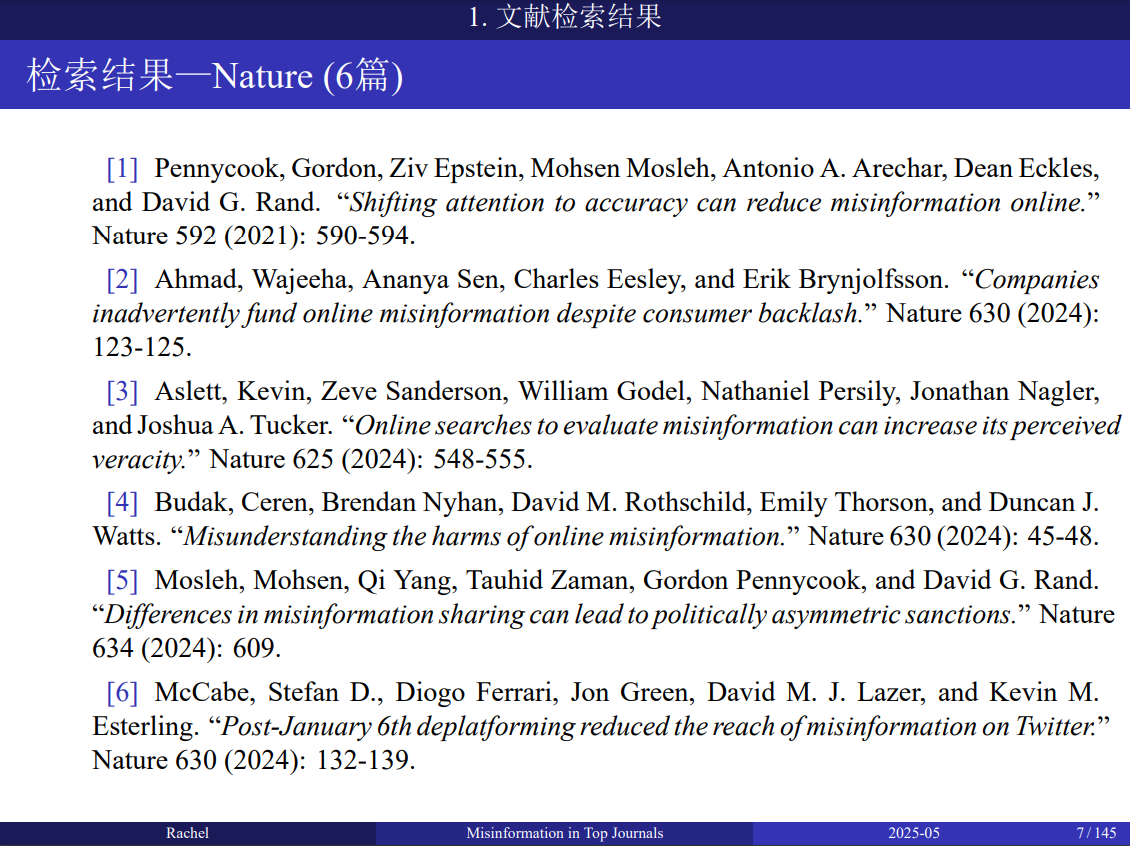 1. 文献检索结果
检索结果—Nature (6篇)
[1] Pennycook, Gordon, Ziv Epstein, Mohsen Mosleh, Antonio A. Arechar, Dean Eckles,
and David G. Rand. “Shifting attention to accuracy can reduce misinformation online.”
Nature 592 (2021): 590-594.
[2] Ahmad, Wajeeha, Ananya Sen, Charles Eesley, and Erik Brynjolfsson. “Companies
inadvertently fund online misinformation despite consumer backlash.” Nature 630 (2024):
123-125.
[3] Aslett, Kevin, Zeve Sanderson, William Godel, Nathaniel Persily, Jonathan Nagler,
and Joshua A. Tucker. “Online searches to evaluate misinformation can increase its perceived
veracity.” Nature 625 (2024): 548-555.
[4] Budak, Ceren, Brendan Nyhan, David M. Rothschild, Emily Thorson, and Duncan J.
Watts. “Misunderstanding the harms of online misinformation.” Nature 630 (2024): 45-48.
[5] Mosleh, Mohsen, Qi Yang, Tauhid Zaman, Gordon Pennycook, and David G. Rand.
“Differences in misinformation sharing can lead to politically asymmetric sanctions.” Nature
634 (2024): 609.
[6] McCabe, Stefan D., Diogo Ferrari, Jon Green, David M. J. Lazer, and Kevin M.
Esterling. “Post-January 6th deplatforming reduced the reach of misinformation on Twitter.”
Nature 630 (2024): 132-139.
Rachel Misinformation in Top Journals 2025-05 7 / 145